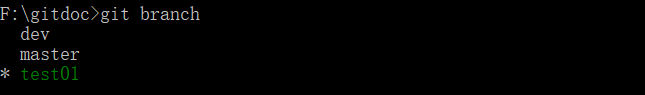 F:\gitdoc>git branch
  dev
  master
* test01